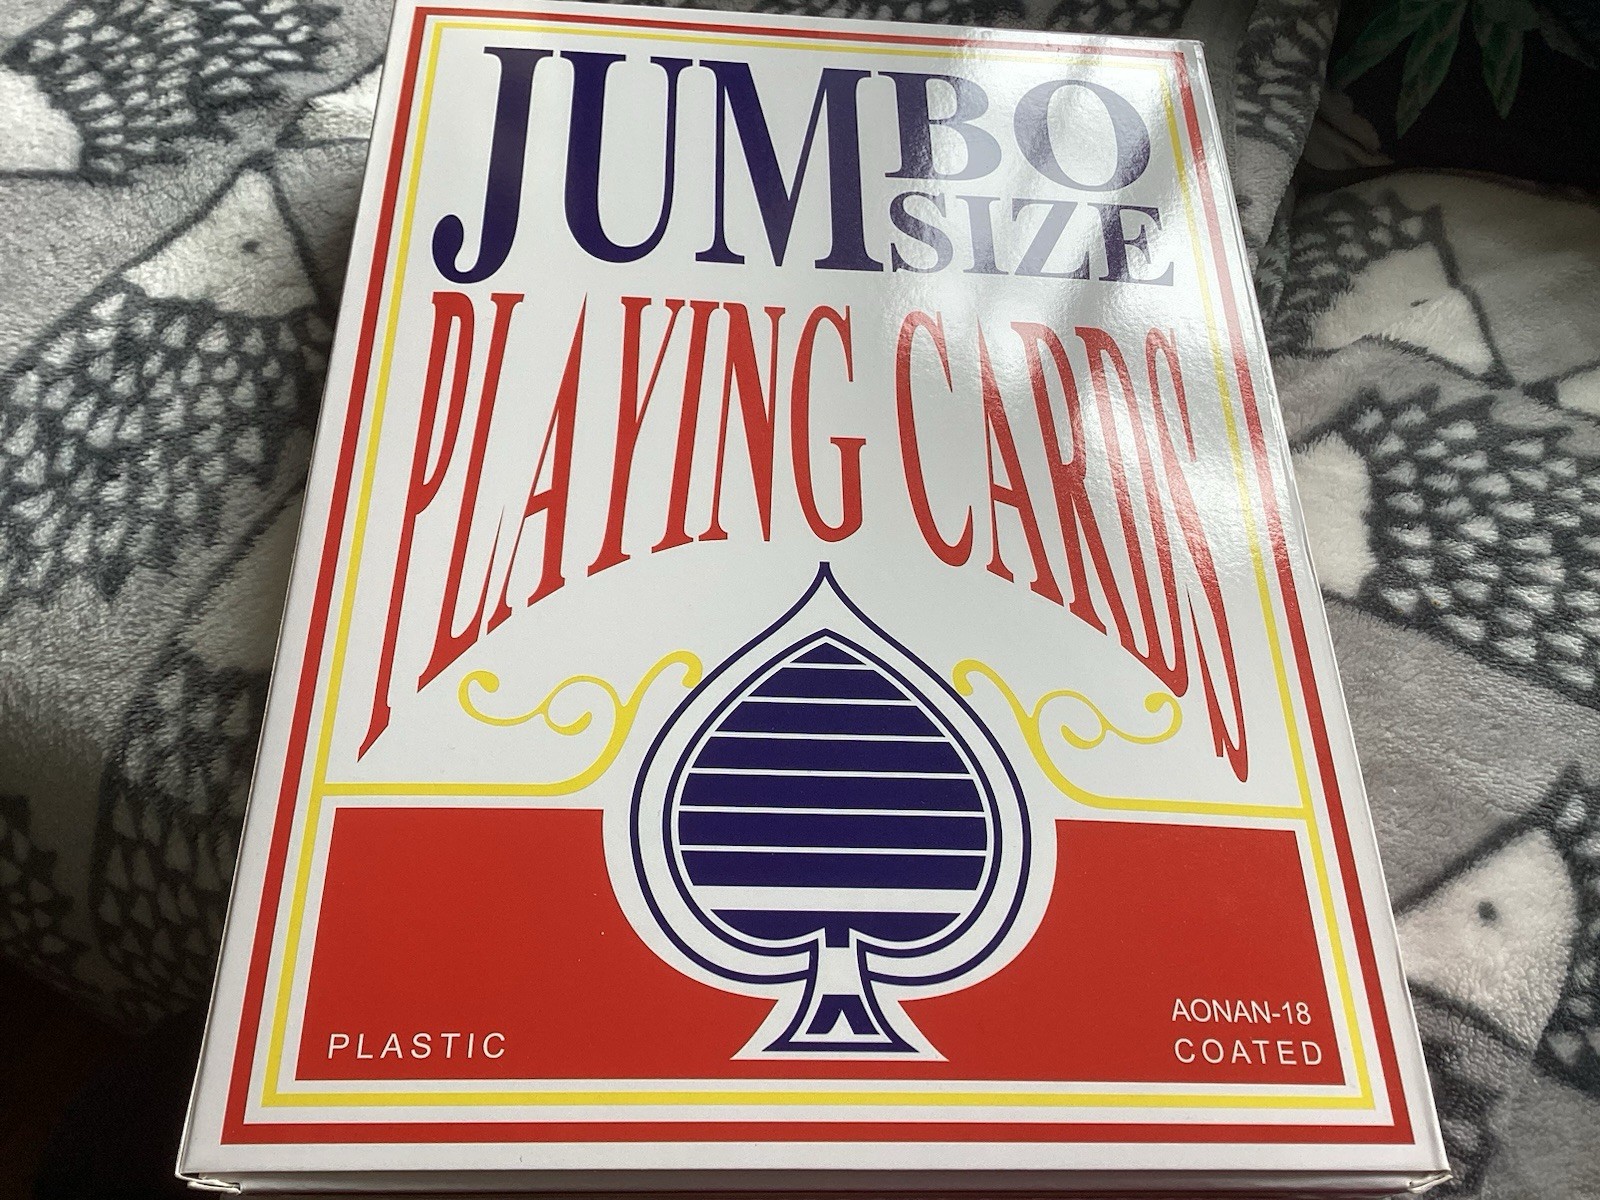 JUMBO
SIZE
PLAYING CARDS
PLASTIC
AONAN-18
COATED